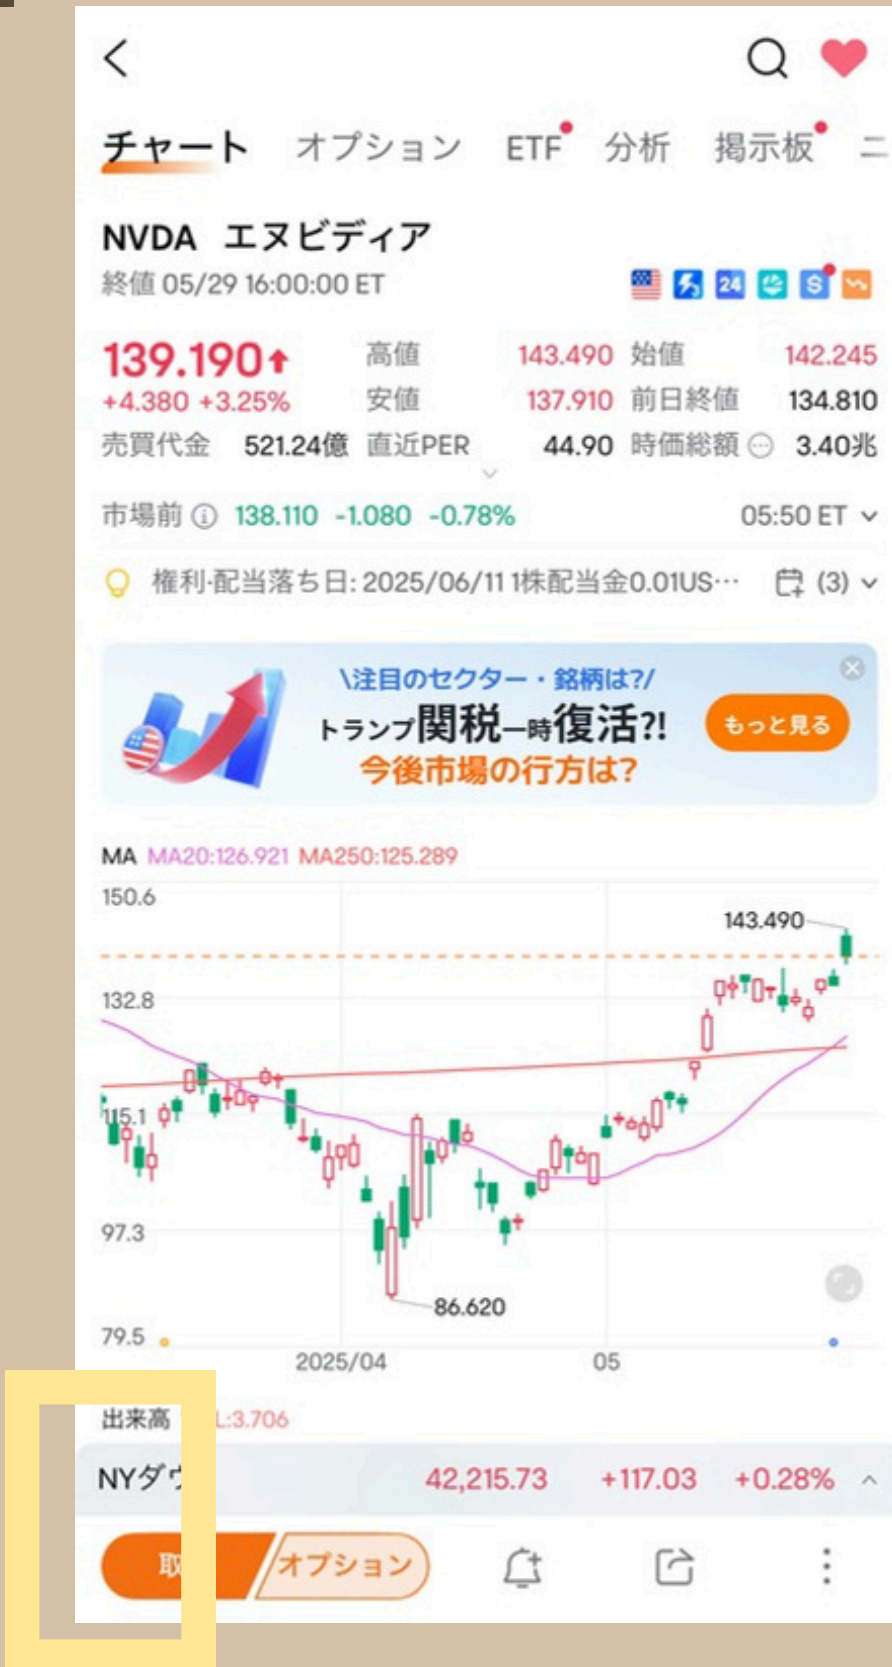 チャート オプション ETF 分析 掲示板
NVDA エヌビディア
終値 05/29 16:00:00 ET
24 S
139.190 高値 143.490 始値 142.245
+4.380 +3.25% 安値 137.910 前日終値 134.810
売買代金 521.24億 直近PER 44.90 時価総額 3.40兆
市場前 138.110 -1.080 -0.78% 05:50 ET
権利·配当落ち日: 2025/06/11 1株配当金0.01US… (3)
\注目のセクター・銘柄は?/
トランプ関税一時復活?!
今後市場の行方は?
もっと見る
MA MA20:126.921 MA250:125.289
150.6
143.490
132.8
115.1
97.3
86.620
79.5
2025/04 05
出来高 L:3.706
NYダウ 42,215.73 +117.03 +0.28%
取 オプション